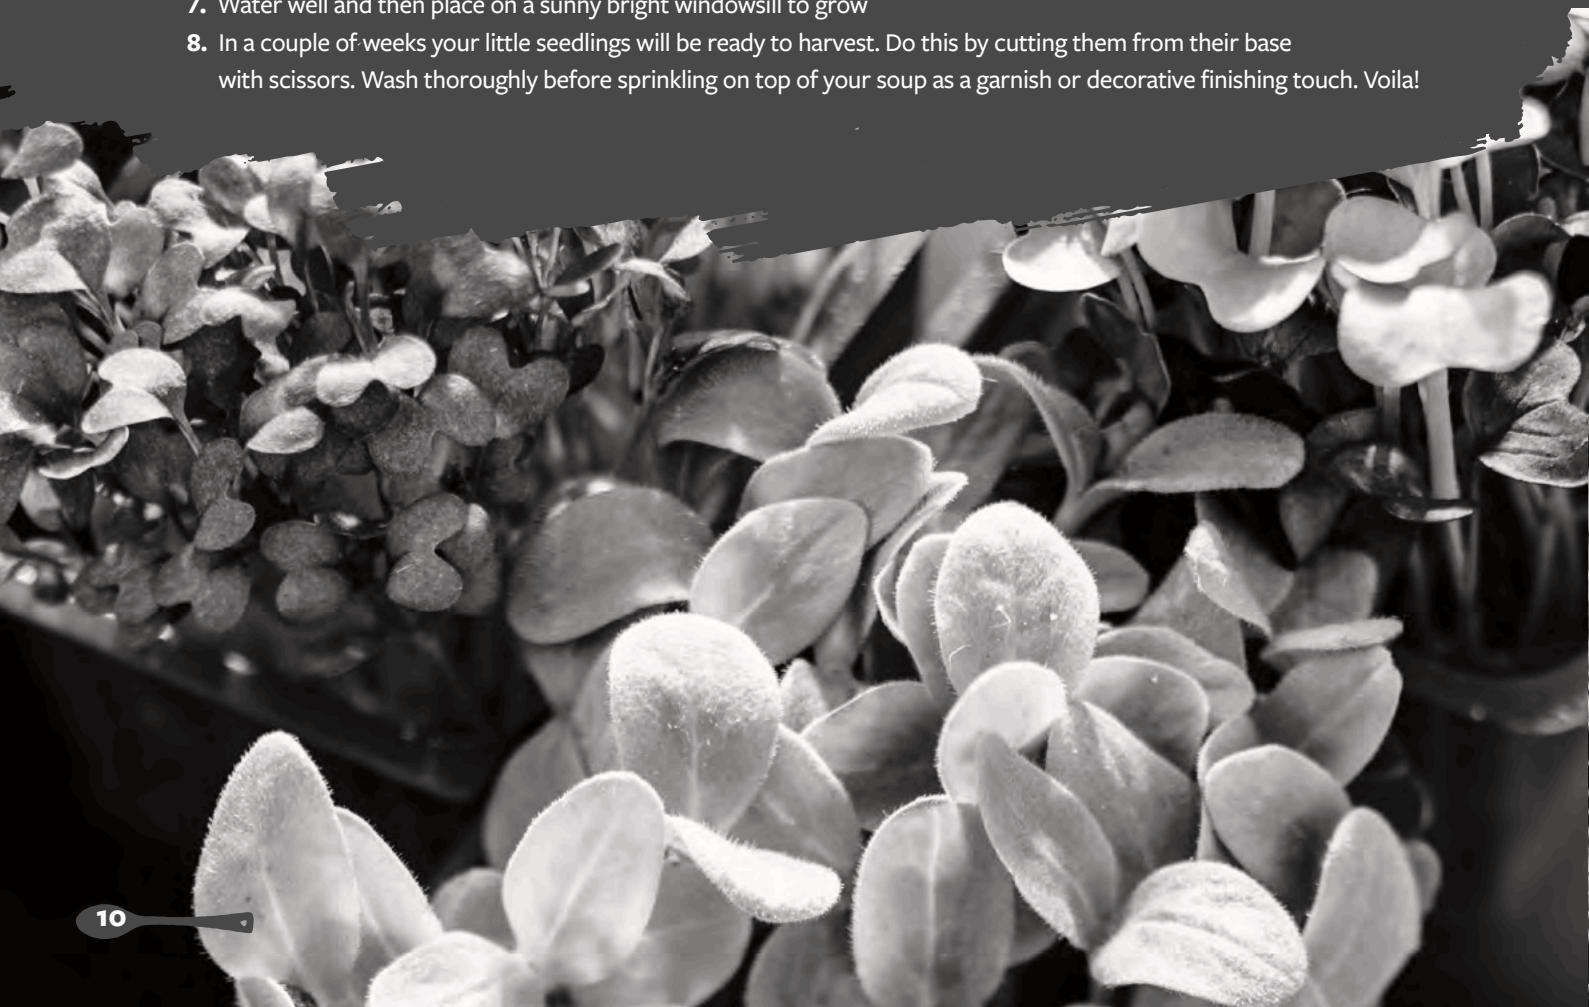 7. Water well and then place on a sunny bright windowsill to grow
8. In a couple of weeks your little seedlings will be ready to harvest. Do this by cutting them from their base
with scissors. Wash thoroughly before sprinkling on top of your soup as a garnish or decorative finishing touch. Voila!
10